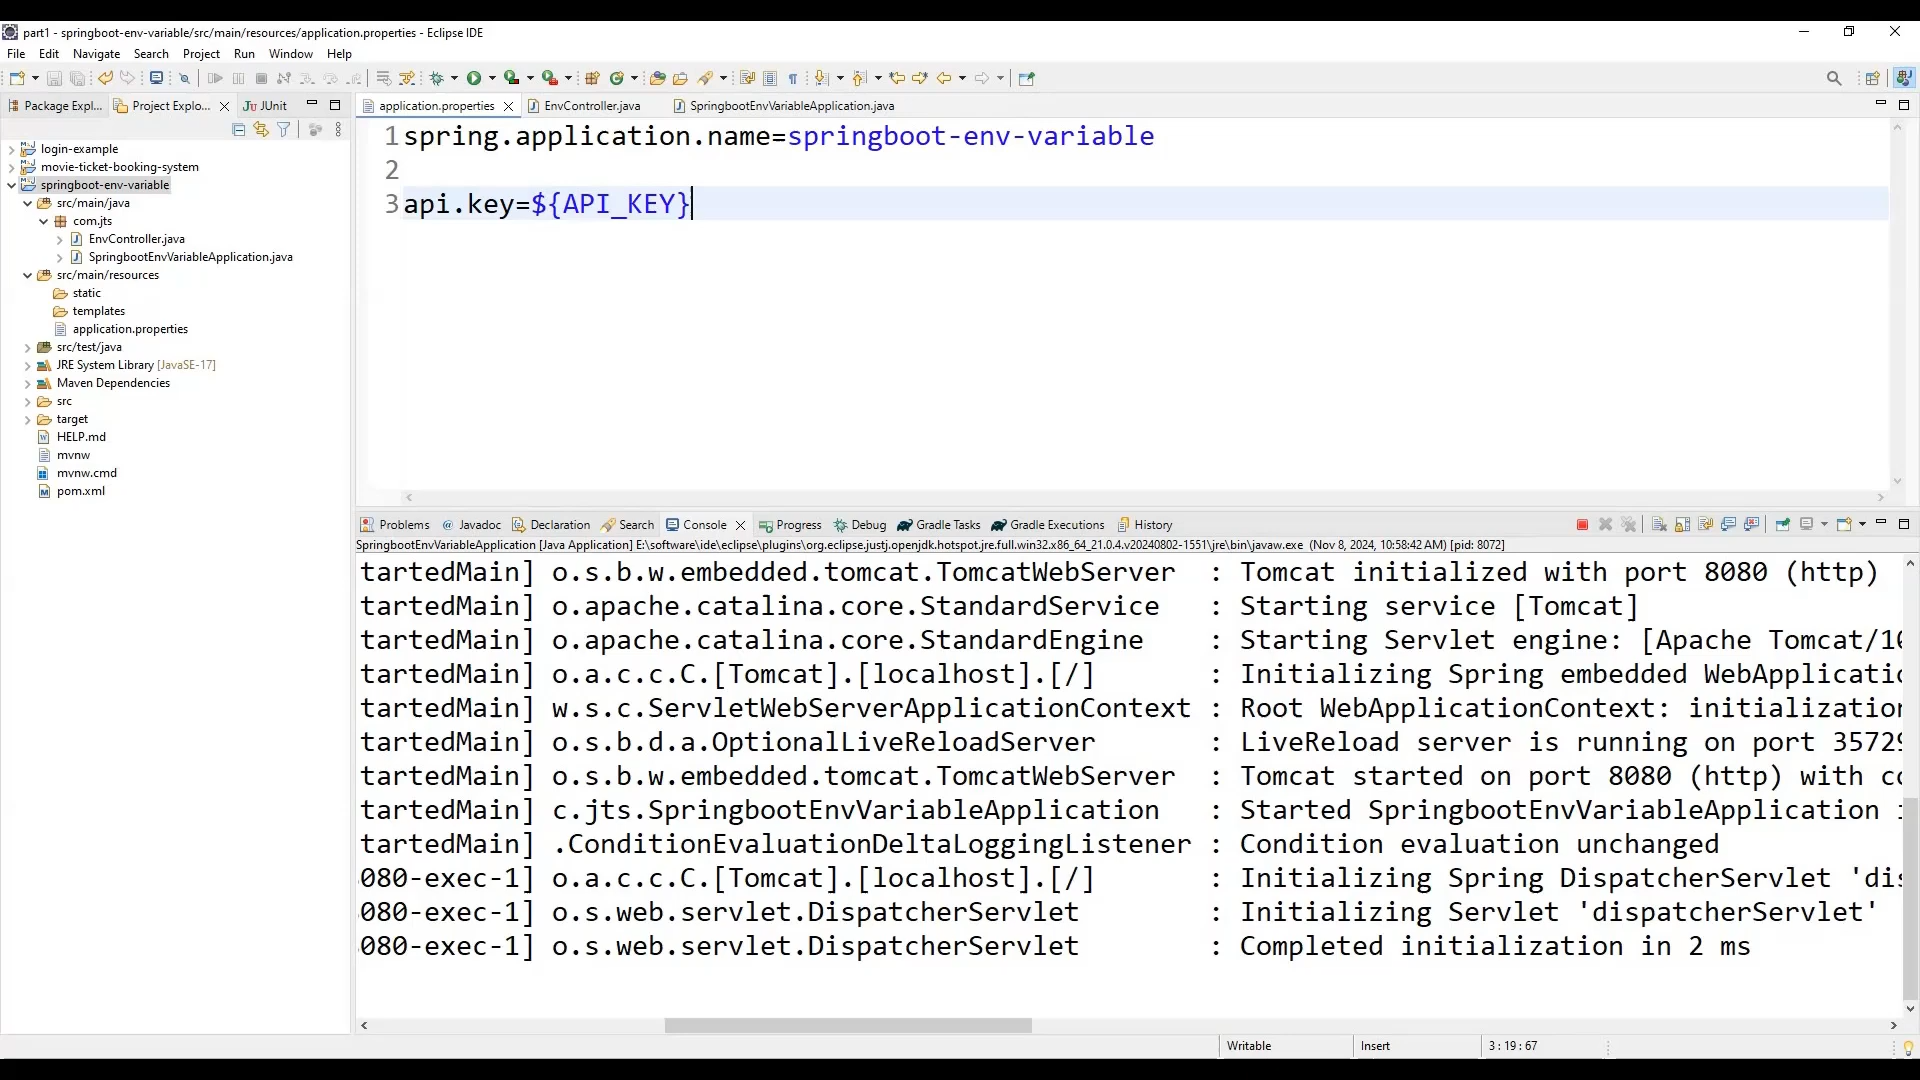 part1 - springboot-env-variable/src/main/resources/application.properties - Eclipse IDE
File Edit Navigate Search Project Run Window Help
Package Expl... Project Explo... JUnit
application.properties EnvController.java SpringbootEnvVariableApplication.java
login-example
movie-ticket-booking-system
springboot-env-variable
src/main/java
com.jts
EnvController.java
SpringbootEnvVariableApplication.java
src/main/resources
static
templates
application.properties
src/test/java
JRE System Library [JavaSE-17]
Maven Dependencies
src
target
HELP.md
mvnw
mvnw.cmd
pom.xml
1 spring.application.name=springboot-env-variable
2
3 api.key=${API_KEY}
Problems Javadoc Declaration Search Console Progress Debug Gradle Tasks Gradle Executions History
SpringbootEnvVariableApplication [Java Application] E:\software\ide\eclipse\plugins\org.eclipse.justj.openjdk.hotspot.jre.full.win32.x86_64_21.0.4.v20240802-1551\jre\bin\javaw.exe (Nov 8, 2024, 10:58:42 AM) [pid: 8072]
tartedMain] o.s.b.w.embedded.tomcat.TomcatWebServer : Tomcat initialized with port 8080 (http)
tartedMain] o.apache.catalina.core.StandardService : Starting service [Tomcat]
tartedMain] o.apache.catalina.core.StandardEngine : Starting Servlet engine: [Apache Tomcat/10
tartedMain] o.a.c.c.C.[Tomcat].[localhost].[/] : Initializing Spring embedded WebApplicatio
tartedMain] w.s.c.ServletWebServerApplicationContext : Root WebApplicationContext: initialization
tartedMain] o.s.b.d.a.OptionalLiveReloadServer : LiveReload server is running on port 35729
tartedMain] o.s.b.w.embedded.tomcat.TomcatWebServer : Tomcat started on port 8080 (http) with co
tartedMain] c.jts.SpringbootEnvVariableApplication : Started SpringbootEnvVariableApplication i
tartedMain] .ConditionEvaluationDeltaLoggingListener : Condition evaluation unchanged
080-exec-1] o.a.c.c.C.[Tomcat].[localhost].[/] : Initializing Spring DispatcherServlet 'dis
080-exec-1] o.s.web.servlet.DispatcherServlet : Initializing Servlet 'dispatcherServlet'
080-exec-1] o.s.web.servlet.DispatcherServlet : Completed initialization in 2 ms
Writable Insert 3 : 19 : 67